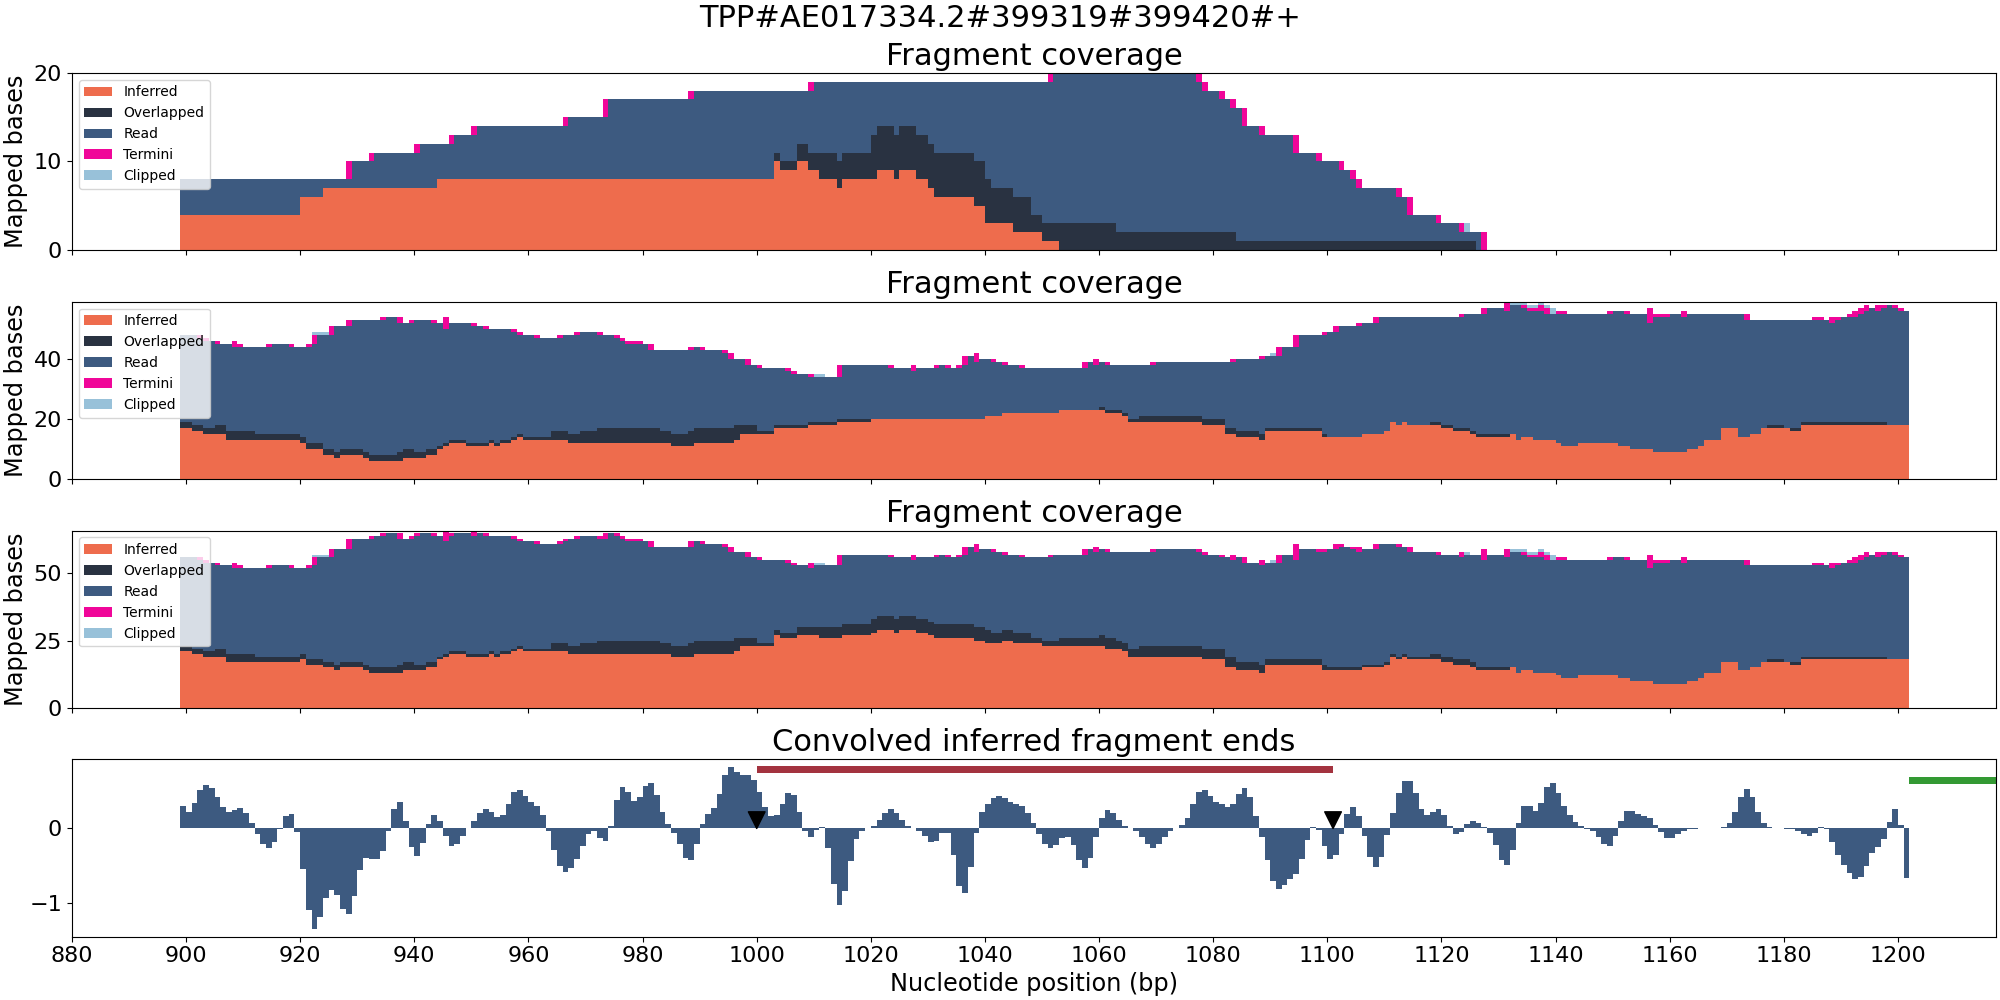 TPP#AE017334.2#399319#399420#+
Fragment coverage
Mapped bases
20
10
0
Inferred
Overlapped
Read
Termini
Clipped
Fragment coverage
Mapped bases
40
20
0
Inferred
Overlapped
Read
Termini
Clipped
Fragment coverage
Mapped bases
50
25
0
Inferred
Overlapped
Read
Termini
Clipped
Convolved inferred fragment ends
0
−1
880 900 920 940 960 980 1000 1020 1040 1060 1080 1100 1120 1140 1160 1180 1200
Nucleotide position (bp)